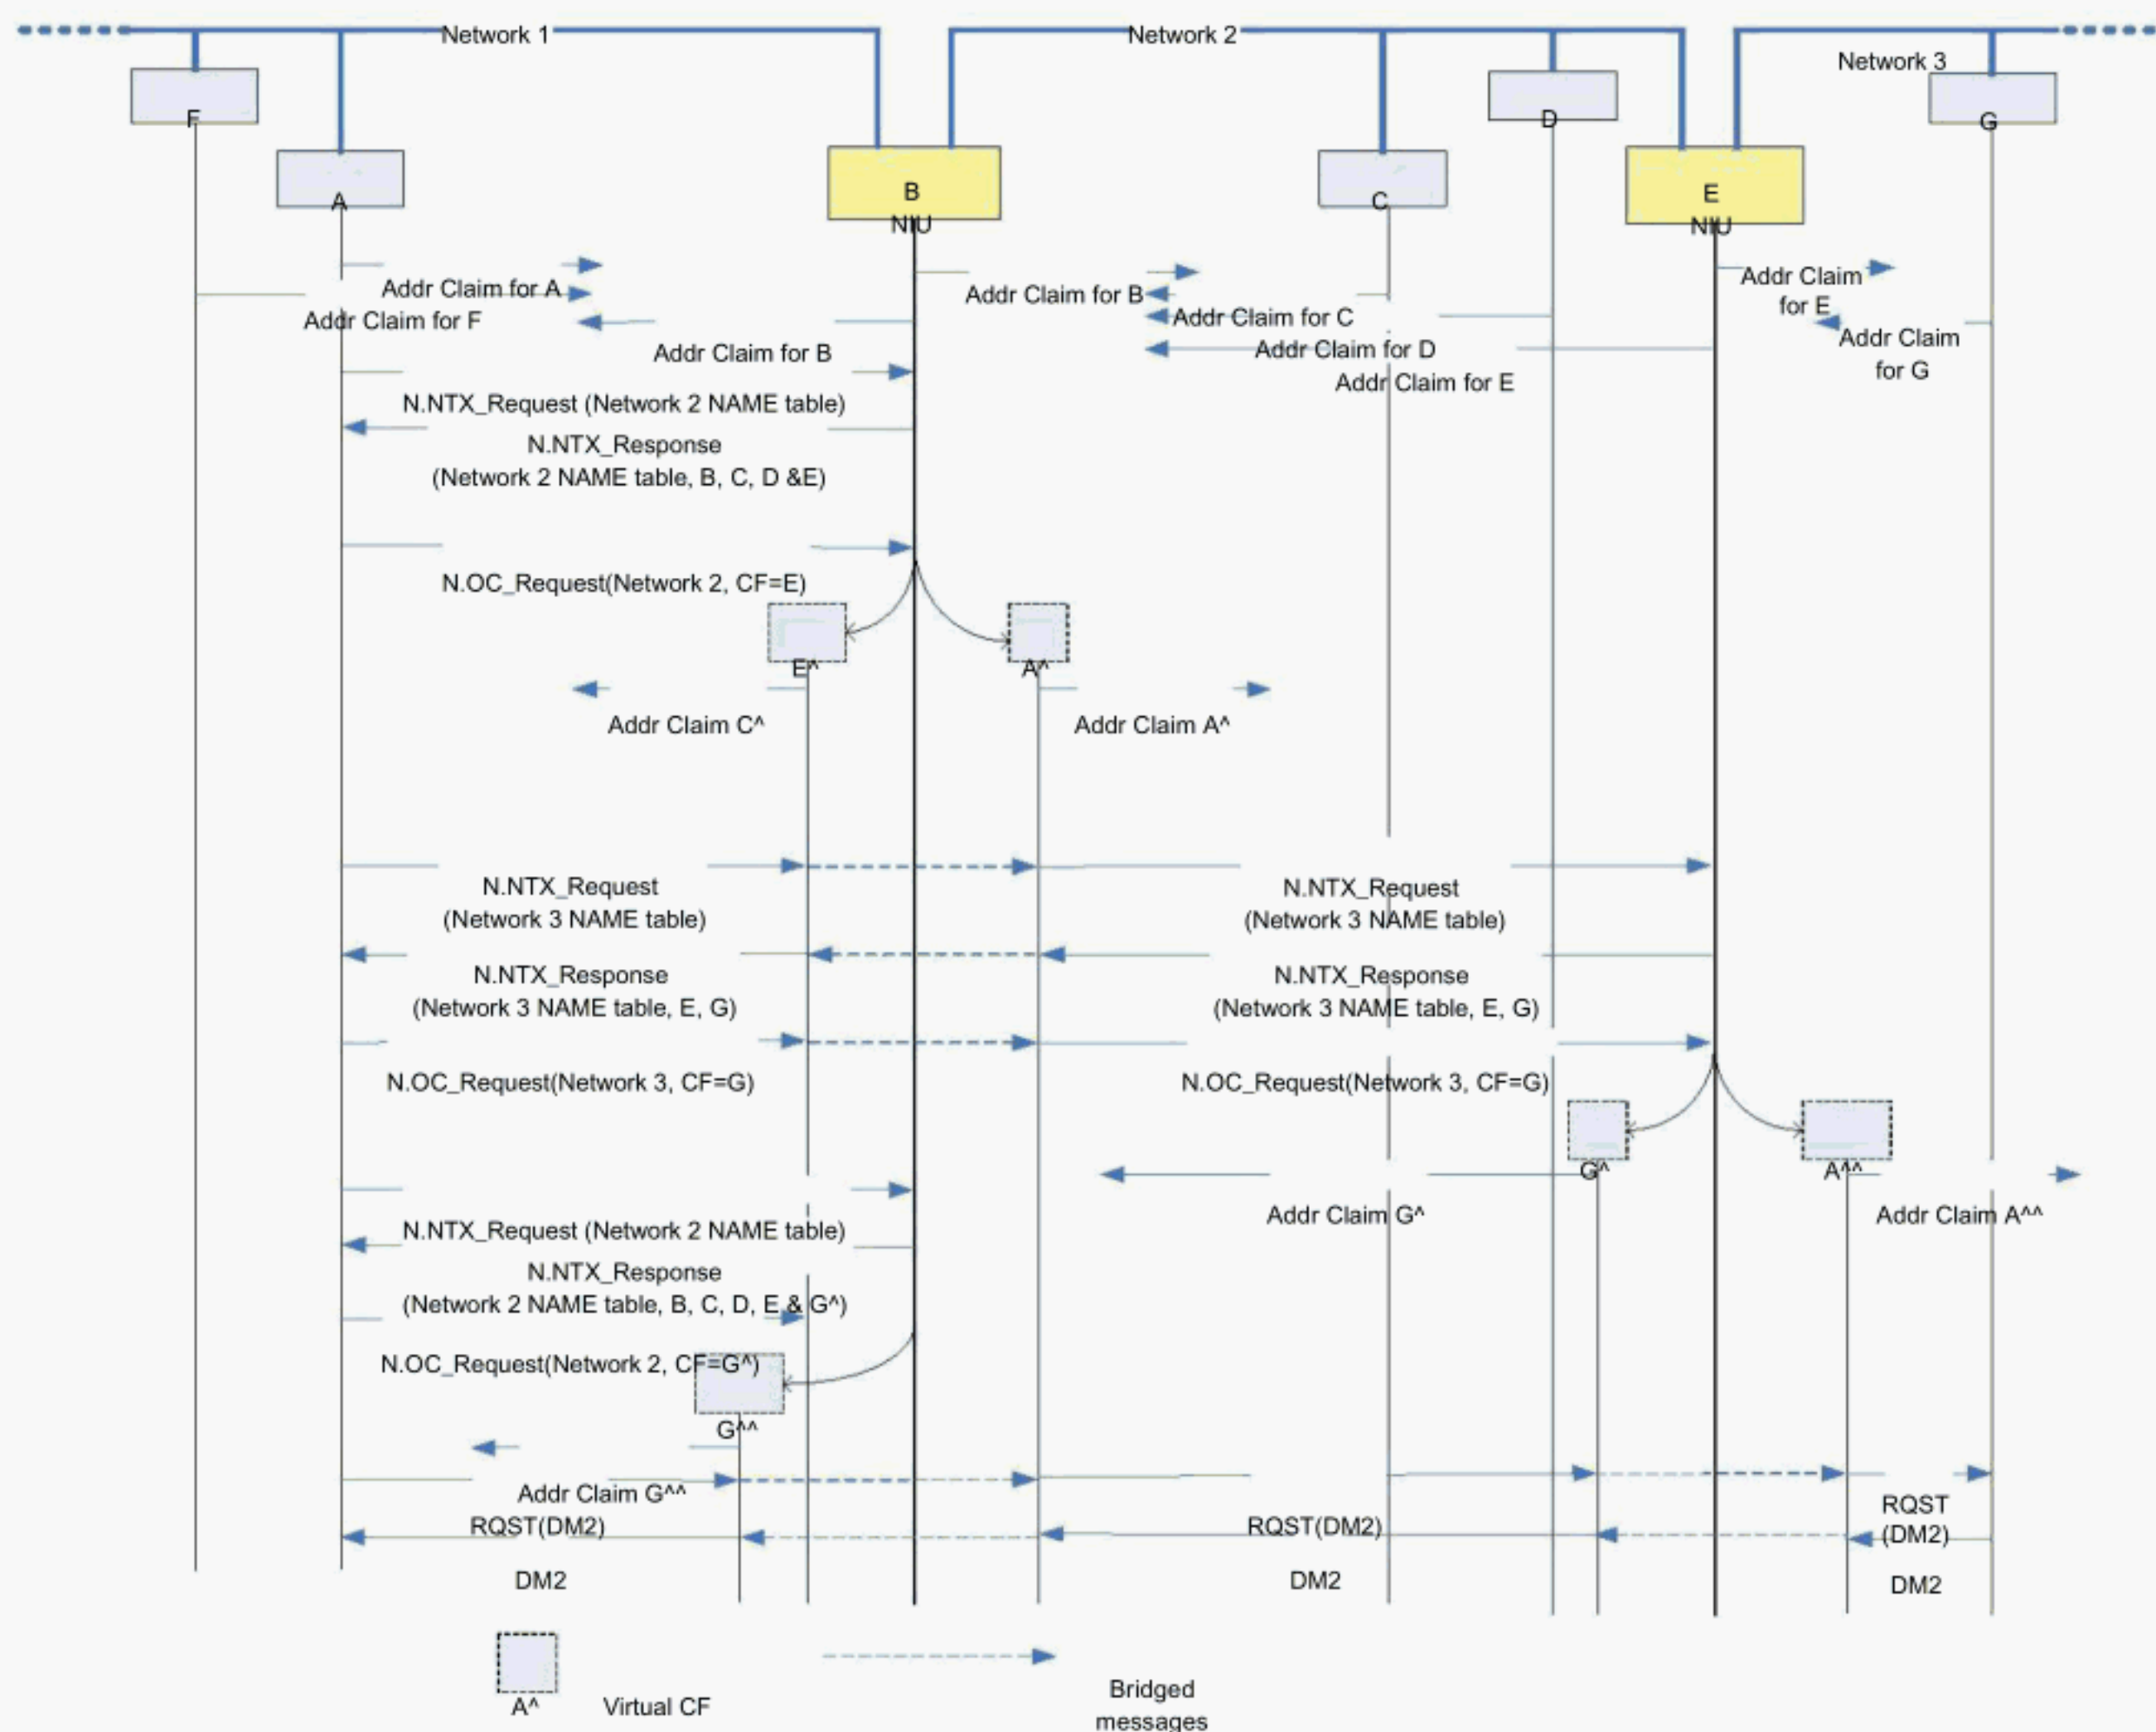 Network 1
Network 2
Network 3
F
D
G
A
B
NIU
C
E
NIU
Addr Claim for A
Addr Claim for F
Addr Claim for B
Addr Claim for B
Addr Claim for C
Addr Claim for D
Addr Claim for E
Addr Claim
for E
Addr Claim
for G
N.NTX_Request (Network 2 NAME table)
N.NTX_Response
(Network 2 NAME table, B, C, D &E)
N.OC_Request(Network 2, CF=E)
E^
A^
Addr Claim C^
Addr Claim A^
N.NTX_Request
(Network 3 NAME table)
N.NTX_Request
(Network 3 NAME table)
N.NTX_Response
(Network 3 NAME table, E, G)
N.NTX_Response
(Network 3 NAME table, E, G)
N.OC_Request(Network 3, CF=G)
N.OC_Request(Network 3, CF=G)
G^
A^^
Addr Claim G^
Addr Claim A^^
N.NTX_Request (Network 2 NAME table)
N.NTX_Response
(Network 2 NAME table, B, C, D, E & G^)
N.OC_Request(Network 2, CF=G^)
G^^
Addr Claim G^^
RQST(DM2)
RQST(DM2)
RQST
(DM2)
DM2
DM2
DM2
A^
Virtual CF
Bridged
messages